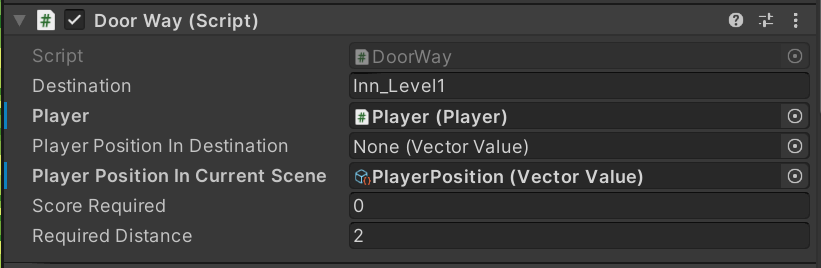 Door Way (Script)
Script DoorWay
Destination Inn_Level1
Player Player (Player)
Player Position In Destination None (Vector Value)
Player Position In Current Scene PlayerPosition (Vector Value)
Score Required 0
Required Distance 2